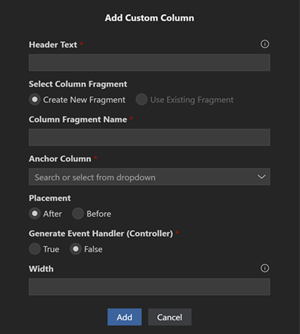 Add Custom Column
Header Text *
Select Column Fragment
Create New Fragment Use Existing Fragment
Column Fragment Name *
Anchor Column *
Search or select from dropdown
Placement
After Before
Generate Event Handler (Controller) *
True False
Width
Add Cancel